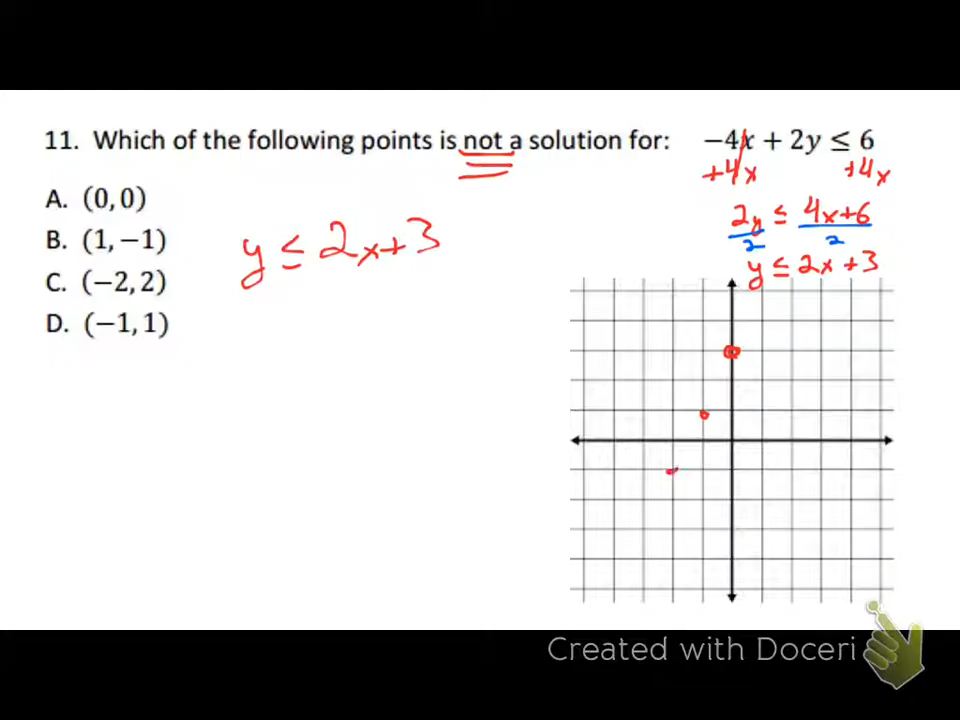 11. Which of the following points is not a solution for: −4x + 2y ≤ 6
+4x +4x
A. (0, 0)
2y ≤ 4x+6
B. (1, −1)
y ≤ 2x+3
2 2
y ≤ 2x+3
C. (−2, 2)
D. (−1, 1)
Created with Doceri